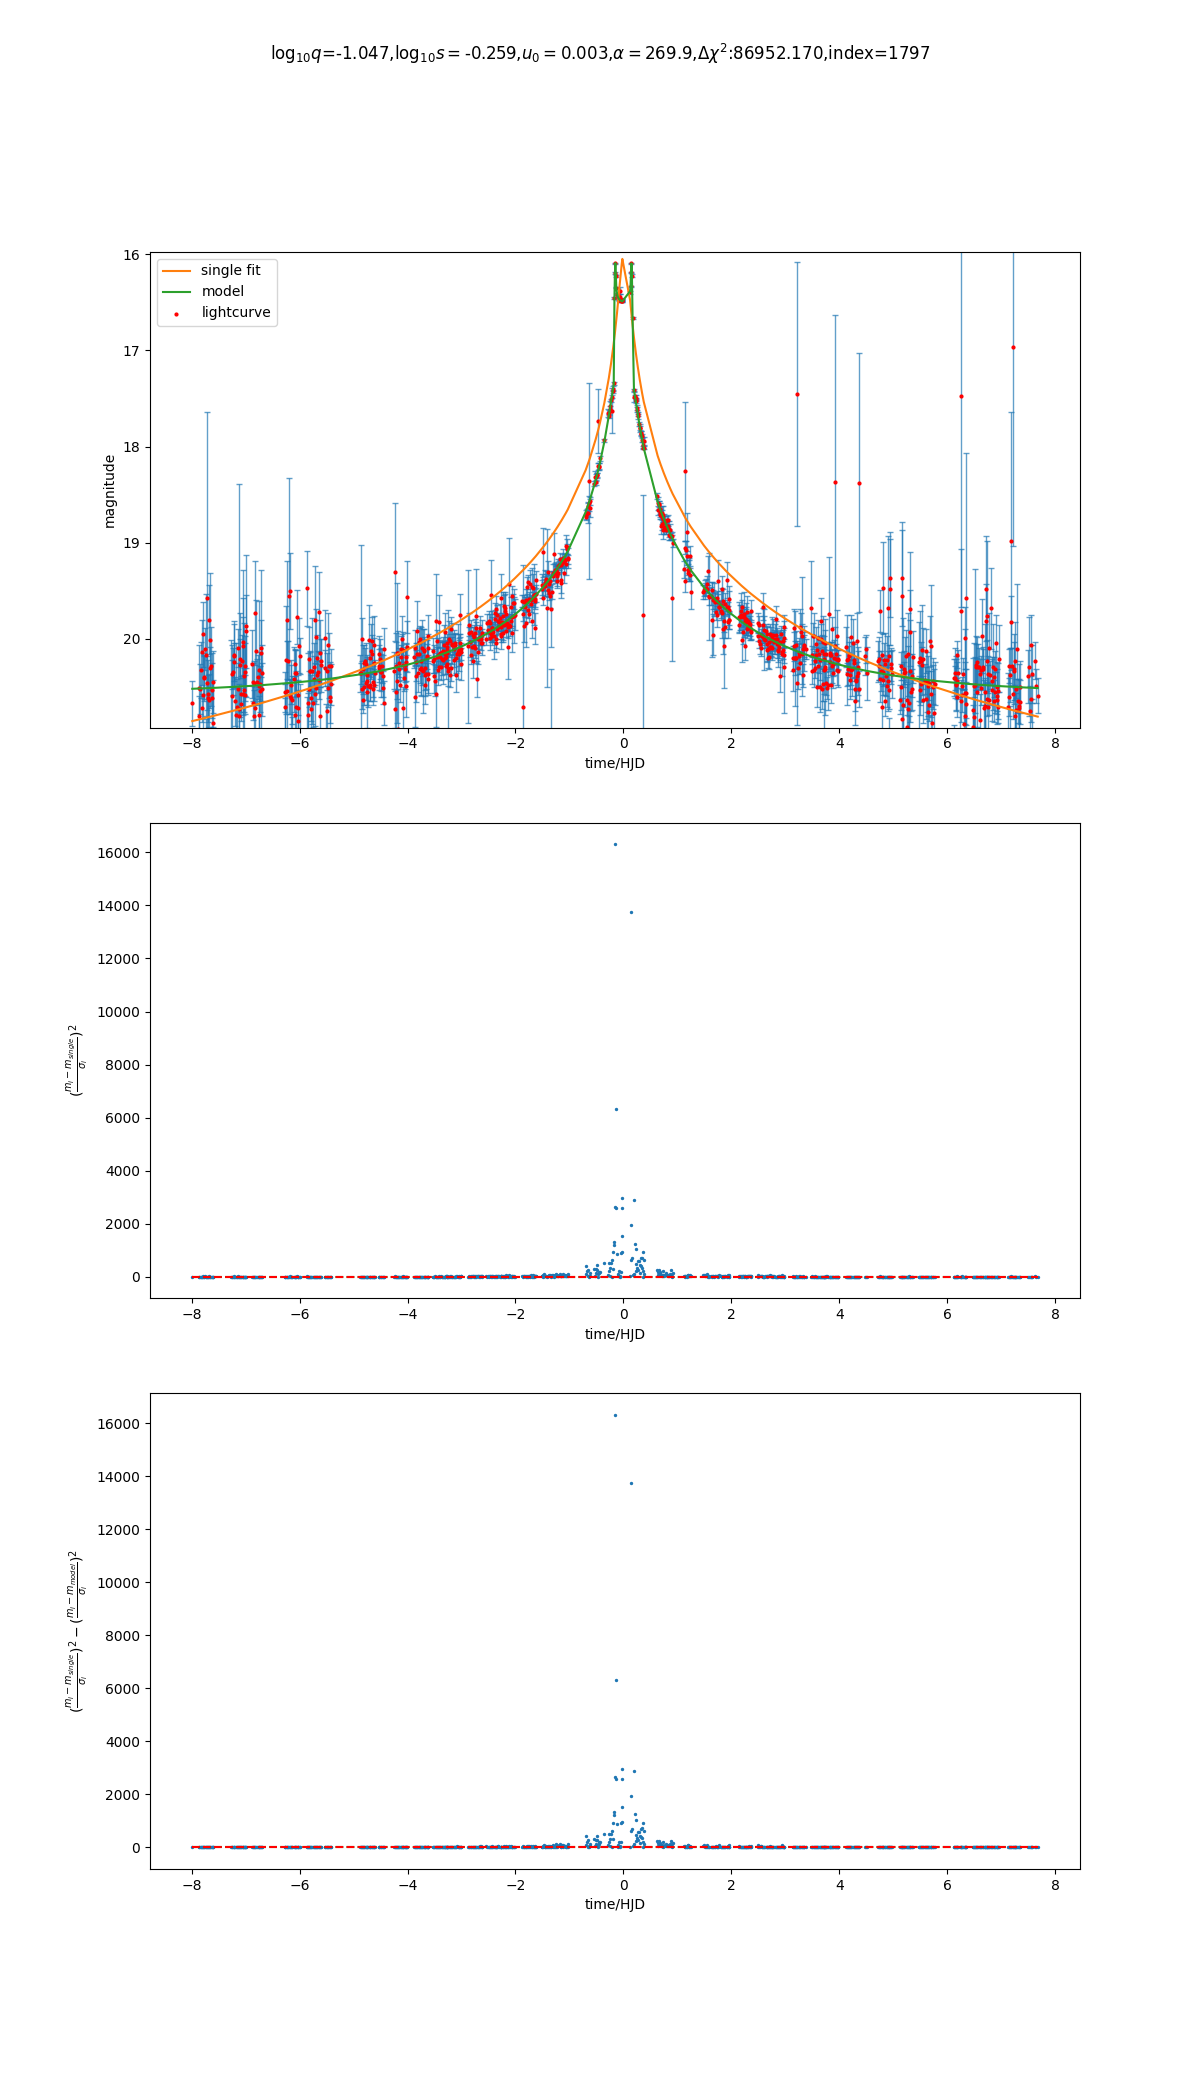 log₁₀q=-1.047,log₁₀s = -0.259,u₀ = 0.003,α = 269.9,Δχ²:86952.170,index=1797
single fit
model
lightcurve
magnitude
16
17
18
19
20
−8 −6 −4 −2 0 2 4 6 8
time/HJD
((mᵢ − m_single)/σᵢ)²
16000
14000
12000
10000
8000
6000
4000
2000
0
−8 −6 −4 −2 0 2 4 6 8
time/HJD
((mᵢ − m_single)/σᵢ)² − ((mᵢ − m_model)/σᵢ)²
16000
14000
12000
10000
8000
6000
4000
2000
0
−8 −6 −4 −2 0 2 4 6 8
time/HJD